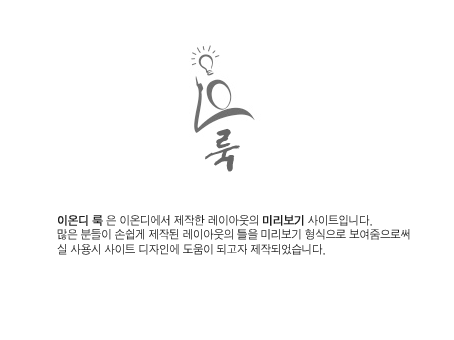 룩
이온디 룩 은 이온디에서 제작한 레이아웃의 미리보기 사이트입니다.
많은 분들이 손쉽게 제작된 레이아웃의 틀을 미리보기 형식으로 보여줌으로써
실 사용시 사이트 디자인에 도움이 되고자 제작되었습니다.